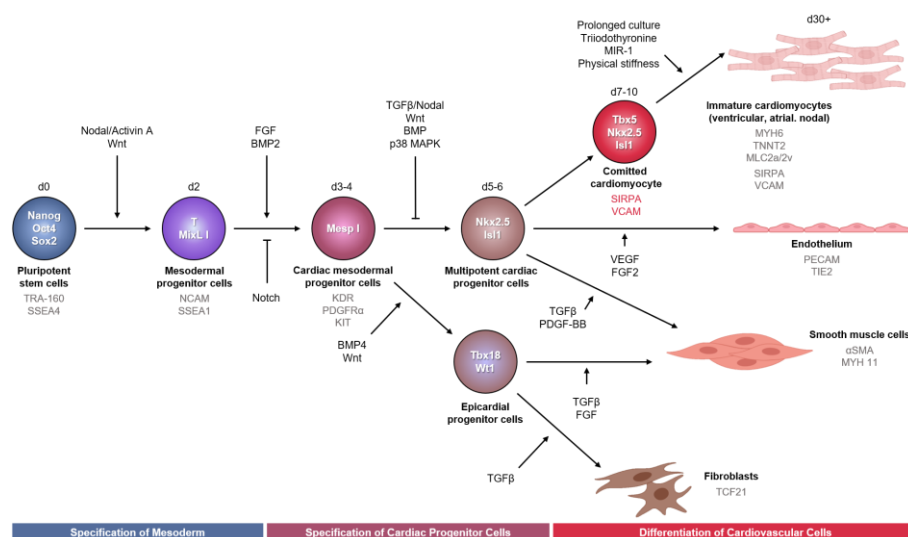 d30+
Prolonged culture
Triiodothyronine
MIR-1
Physical stiffness
d7-10
Tbx5
Nkx2.5
Isl1
Comitted
cardiomyocyte
SIRPA
VCAM
Immature cardiomyocytes
(ventricular, atrial. nodal)
MYH6
TNNT2
MLC2a/2v
SIRPA
VCAM
Nodal/Activin A
Wnt
FGF
BMP2
TGFβ/Nodal
Wnt
BMP
p38 MAPK
d0
Nanog
Oct4
Sox2
Pluripotent
stem cells
TRA-160
SSEA4
d2
T
MixL I
Mesodermal
progenitor cells
NCAM
SSEA1
Notch
d3-4
Mesp I
Cardiac mesodermal
progenitor cells
KDR
PDGFRα
KIT
d5-6
Nkx2.5
Isl1
Multipotent cardiac
progenitor cells
VEGF
FGF2
Endothelium
PECAM
TIE2
TGFβ
PDGF-BB
Smooth muscle cells
αSMA
MYH 11
BMP4
Wnt
Tbx18
Wt1
Epicardial
progenitor cells
TGFβ
FGF
TGFβ
Fibroblasts
TCF21
Specification of Mesoderm
Specification of Cardiac Progenitor Cells
Differentiation of Cardiovascular Cells